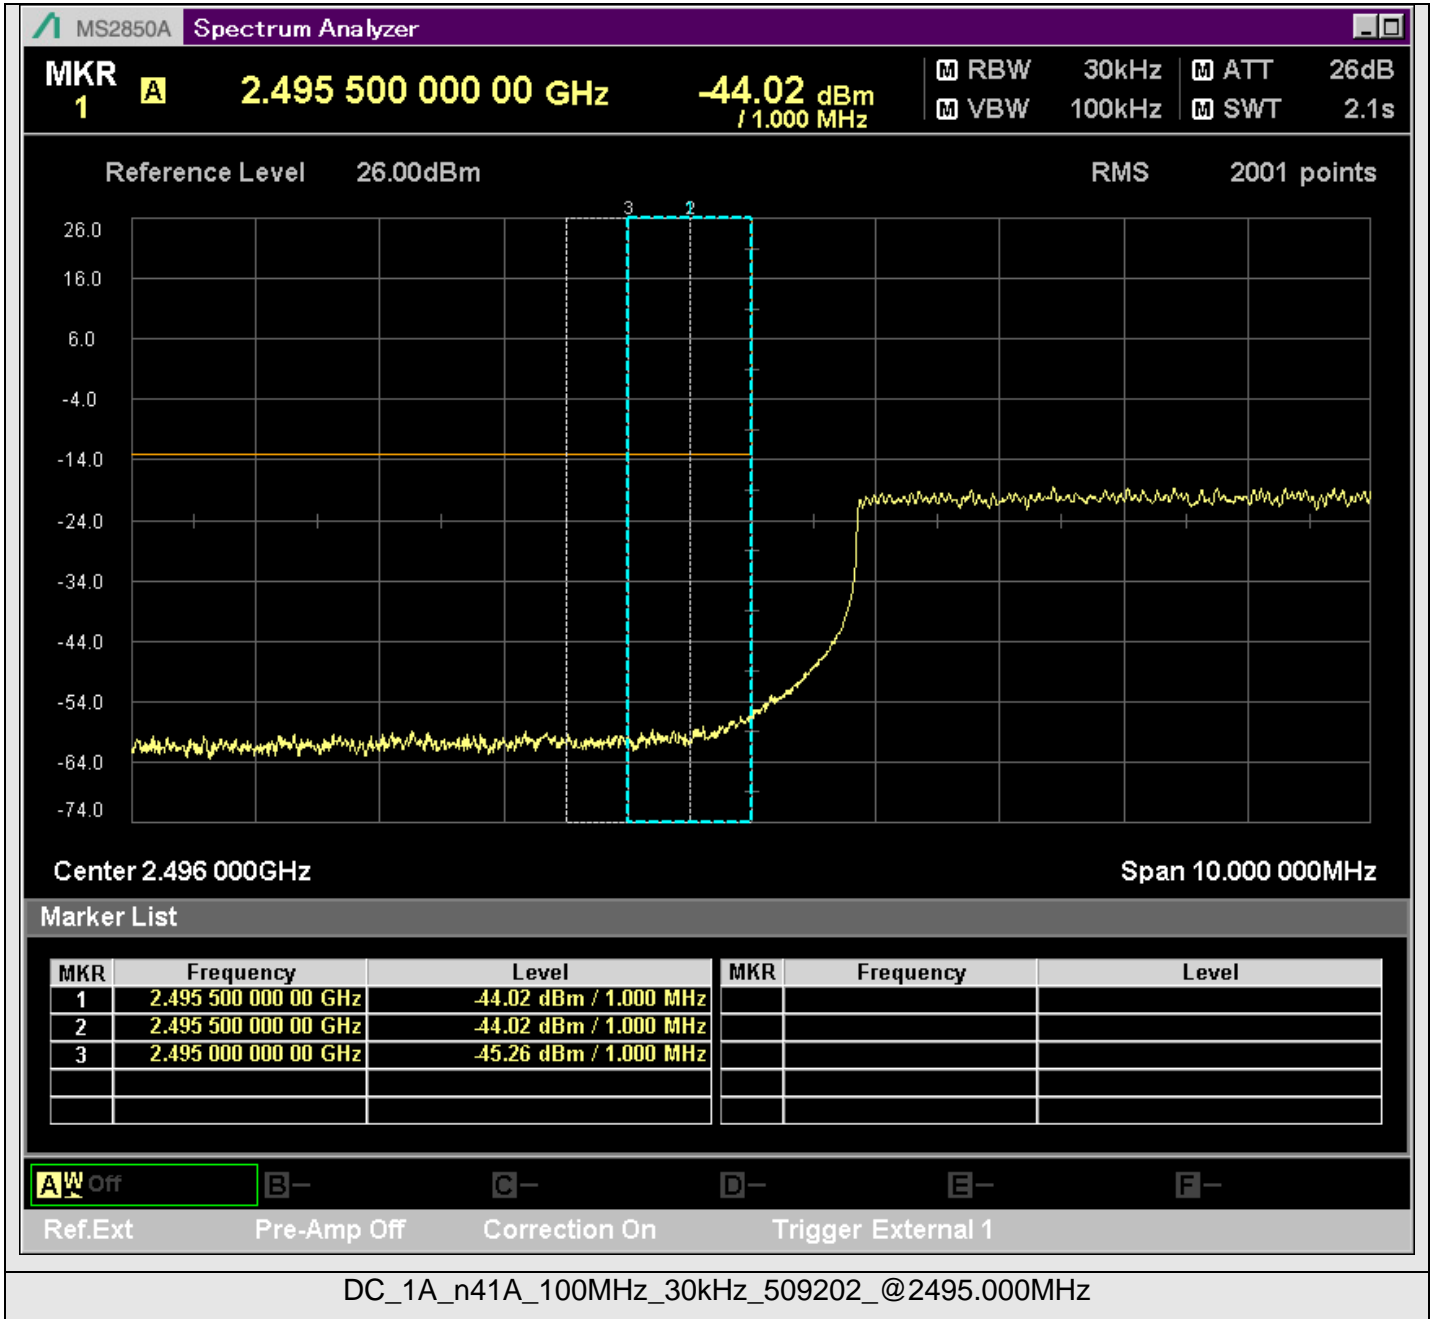 MS2850A Spectrum Analyzer
MKR 1 A 2.495 500 000 00 GHz -44.02 dBm / 1.000 MHz
M RBW 30kHz M ATT 26dB
M VBW 100kHz M SWT 2.1s
Reference Level 26.00dBm RMS 2001 points
3 2
26.0
16.0
6.0
-4.0
-14.0
-24.0
-34.0
-44.0
-54.0
-64.0
-74.0
Center 2.496 000GHz Span 10.000 000MHz
Marker List
MKR Frequency Level MKR Frequency Level
1 2.495 500 000 00 GHz -44.02 dBm / 1.000 MHz
2 2.495 500 000 00 GHz -44.02 dBm / 1.000 MHz
3 2.495 000 000 00 GHz -45.26 dBm / 1.000 MHz
A W Off B- C- D- E- F-
Ref.Ext Pre-Amp Off Correction On Trigger External 1
DC_1A_n41A_100MHz_30kHz_509202_@2495.000MHz